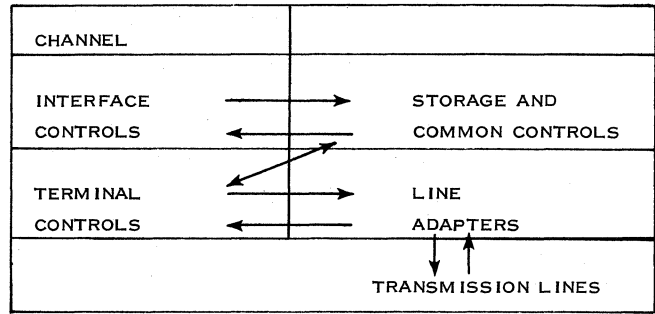 CHANNEL
INTERFACE
CONTROLS
STORAGE AND
COMMON CONTROLS
TERMINAL
CONTROLS
LINE
ADAPTERS
TRANSMISSION LINES